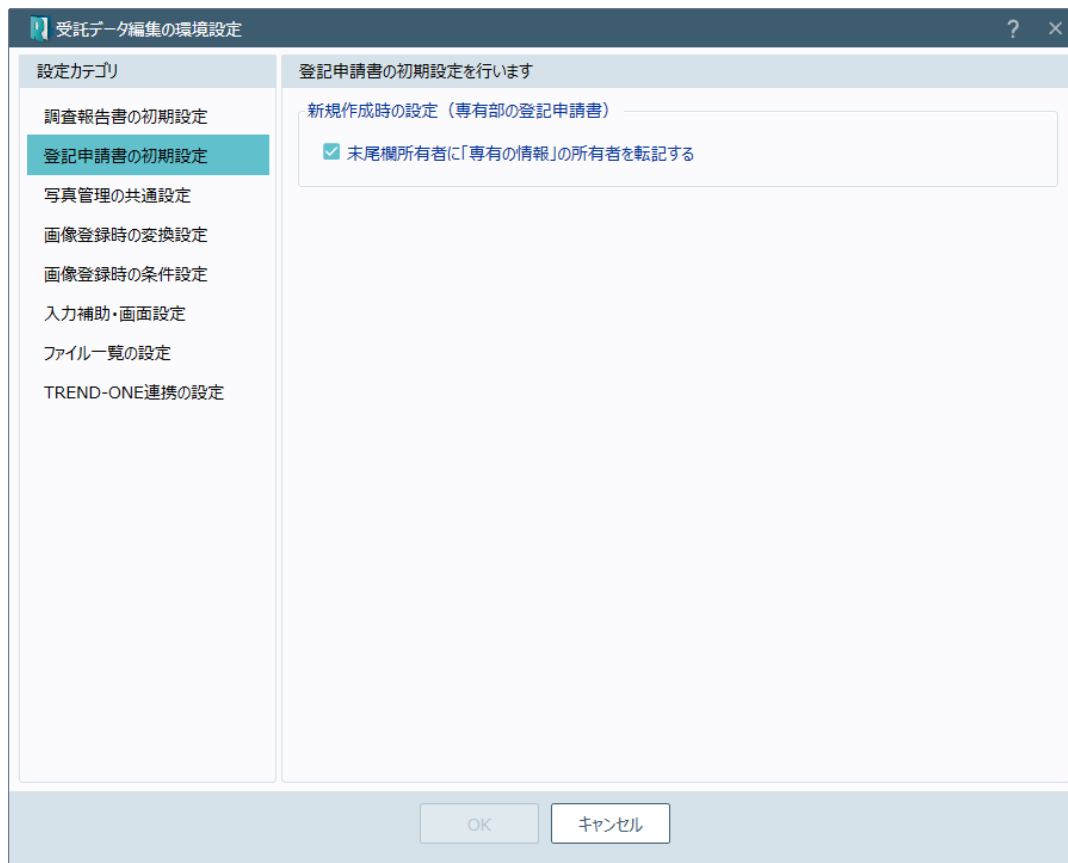 受託データ編集の環境設定
? ×
設定カテゴリ
調査報告書の初期設定
登記申請書の初期設定
写真管理の共通設定
画像登録時の変換設定
画像登録時の条件設定
入力補助・画面設定
ファイル一覧の設定
TREND-ONE連携の設定
登記申請書の初期設定を行います
新規作成時の設定（専有部の登記申請書）
末尾欄所有者に「専有の情報」の所有者を転記する
OK
キャンセル